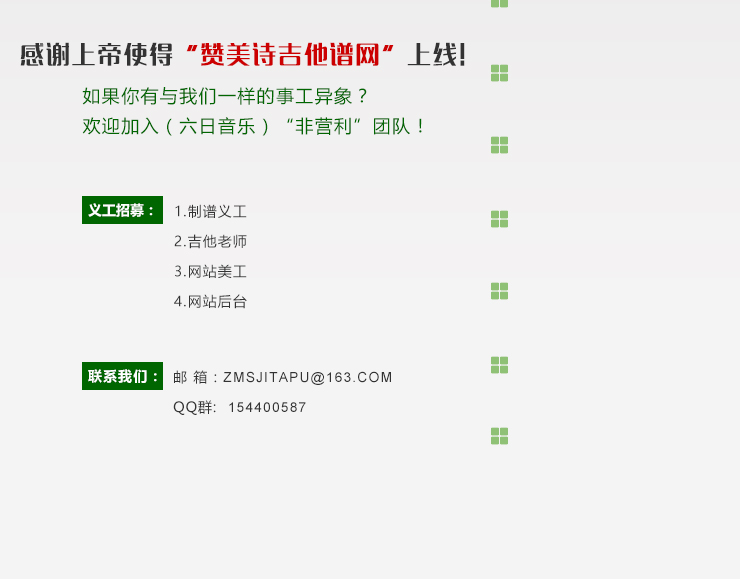 感谢上帝使得“赞美诗吉他谱网”上线!
如果你有与我们一样的事工异象？
欢迎加入（六日音乐）“非营利”团队！
义工招募： 1.制谱义工
2.吉他老师
3.网站美工
4.网站后台
联系我们： 邮 箱：ZMSJITAPU@163.COM
QQ群: 154400587